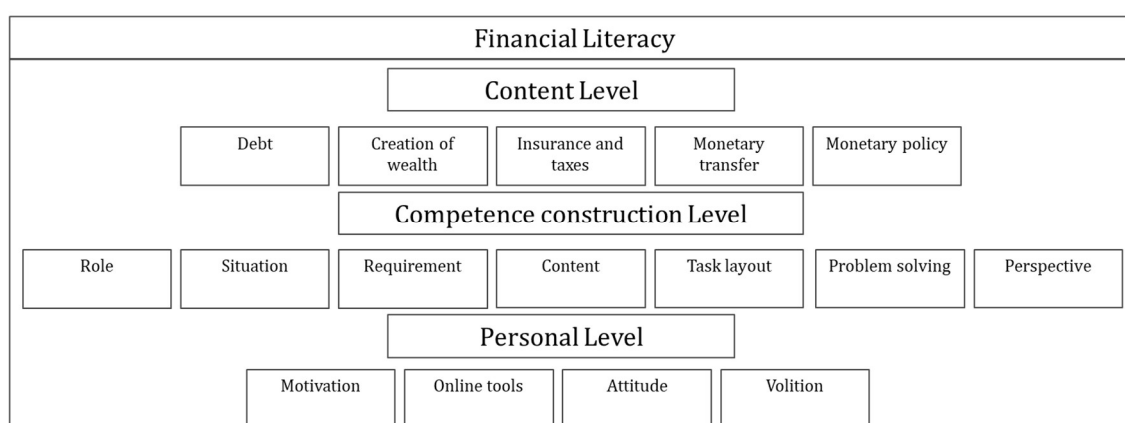 Financial Literacy
Content Level
Debt
Creation of
wealth
Insurance and
taxes
Monetary
transfer
Monetary policy
Competence construction Level
Role
Situation
Requirement
Content
Task layout
Problem solving
Perspective
Personal Level
Motivation
Online tools
Attitude
Volition